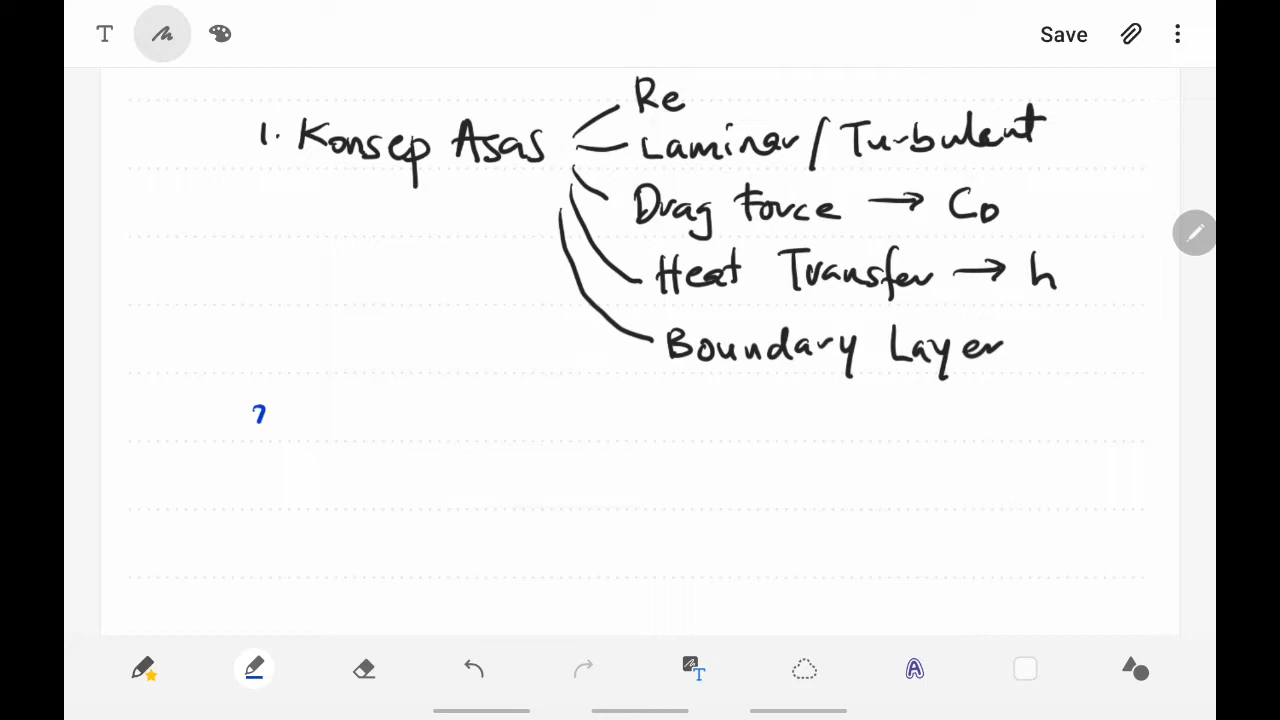 T Save
Re
1. Konsep Asas Laminar / Turbulent
Drag Force → CD
Heat Transfer → h
Boundary Layer